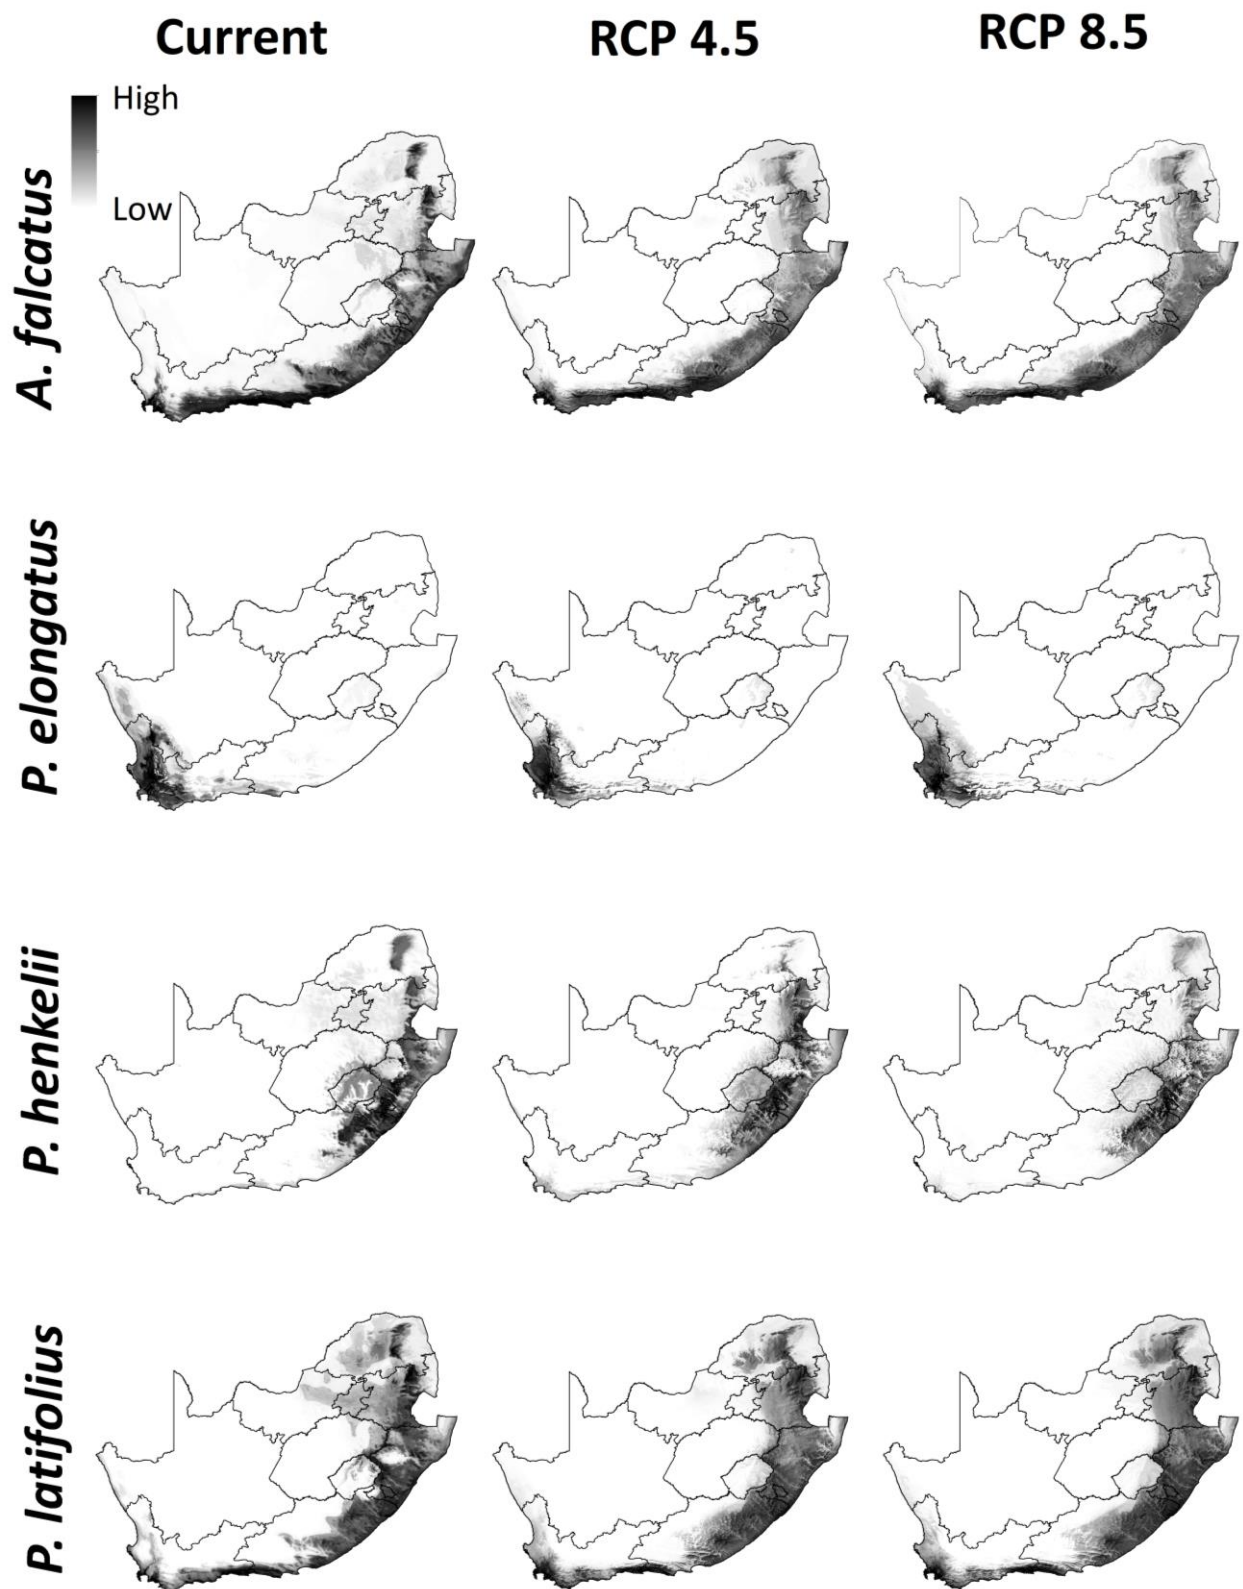 Current RCP 4.5 RCP 8.5
High
Low
A. falcatus
P. elongatus
P. henkelii
P. latifolius